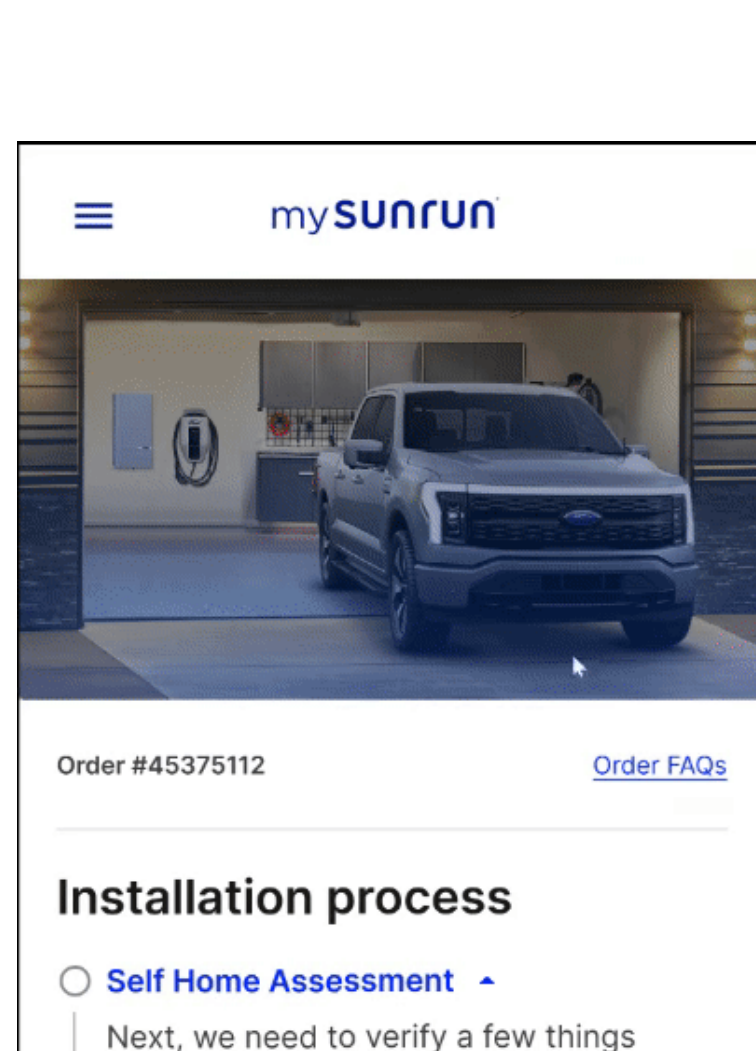 mysunrun
Order #45375112
Order FAQs
Installation process
Self Home Assessment
Next, we need to verify a few things